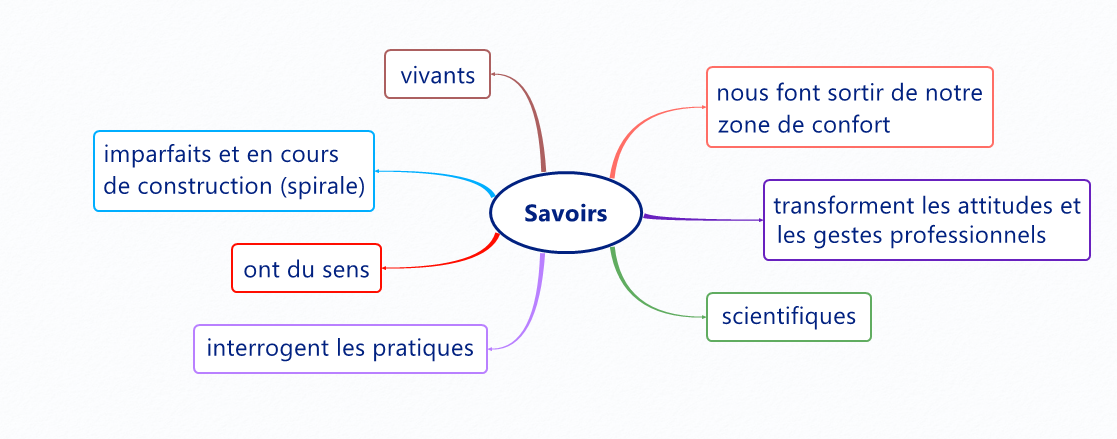 vivants
nous font sortir de notre
zone de confort
imparfaits et en cours
de construction (spirale)
Savoirs
transforment les attitudes et
les gestes professionnels
ont du sens
scientifiques
interrogent les pratiques